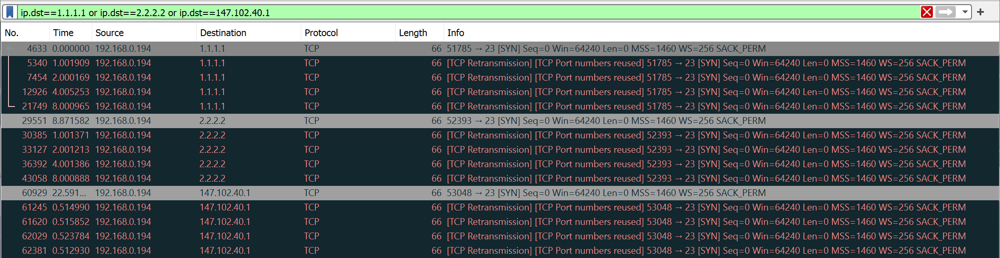 ip.dst==1.1.1.1 or ip.dst==2.2.2.2 or ip.dst==147.102.40.1
No. Time Source Destination Protocol Length Info
4633 0.000000 192.168.0.194 1.1.1.1 TCP 66 51785 → 23 [SYN] Seq=0 Win=64240 Len=0 MSS=1460 WS=256 SACK_PERM
5340 1.001909 192.168.0.194 1.1.1.1 TCP 66 [TCP Retransmission] [TCP Port numbers reused] 51785 → 23 [SYN] Seq=0 Win=64240 Len=0 MSS=1460 WS=256 SACK_PERM
7454 2.000169 192.168.0.194 1.1.1.1 TCP 66 [TCP Retransmission] [TCP Port numbers reused] 51785 → 23 [SYN] Seq=0 Win=64240 Len=0 MSS=1460 WS=256 SACK_PERM
12926 4.005253 192.168.0.194 1.1.1.1 TCP 66 [TCP Retransmission] [TCP Port numbers reused] 51785 → 23 [SYN] Seq=0 Win=64240 Len=0 MSS=1460 WS=256 SACK_PERM
21749 8.000965 192.168.0.194 1.1.1.1 TCP 66 [TCP Retransmission] [TCP Port numbers reused] 51785 → 23 [SYN] Seq=0 Win=64240 Len=0 MSS=1460 WS=256 SACK_PERM
29551 8.871582 192.168.0.194 2.2.2.2 TCP 66 52393 → 23 [SYN] Seq=0 Win=64240 Len=0 MSS=1460 WS=256 SACK_PERM
30385 1.001371 192.168.0.194 2.2.2.2 TCP 66 [TCP Retransmission] [TCP Port numbers reused] 52393 → 23 [SYN] Seq=0 Win=64240 Len=0 MSS=1460 WS=256 SACK_PERM
33127 2.001213 192.168.0.194 2.2.2.2 TCP 66 [TCP Retransmission] [TCP Port numbers reused] 52393 → 23 [SYN] Seq=0 Win=64240 Len=0 MSS=1460 WS=256 SACK_PERM
36392 4.001386 192.168.0.194 2.2.2.2 TCP 66 [TCP Retransmission] [TCP Port numbers reused] 52393 → 23 [SYN] Seq=0 Win=64240 Len=0 MSS=1460 WS=256 SACK_PERM
43058 8.000888 192.168.0.194 2.2.2.2 TCP 66 [TCP Retransmission] [TCP Port numbers reused] 52393 → 23 [SYN] Seq=0 Win=64240 Len=0 MSS=1460 WS=256 SACK_PERM
60929 22.591... 192.168.0.194 147.102.40.1 TCP 66 53048 → 23 [SYN] Seq=0 Win=64240 Len=0 MSS=1460 WS=256 SACK_PERM
61245 0.514990 192.168.0.194 147.102.40.1 TCP 66 [TCP Retransmission] [TCP Port numbers reused] 53048 → 23 [SYN] Seq=0 Win=64240 Len=0 MSS=1460 WS=256 SACK_PERM
61620 0.515852 192.168.0.194 147.102.40.1 TCP 66 [TCP Retransmission] [TCP Port numbers reused] 53048 → 23 [SYN] Seq=0 Win=64240 Len=0 MSS=1460 WS=256 SACK_PERM
62029 0.523784 192.168.0.194 147.102.40.1 TCP 66 [TCP Retransmission] [TCP Port numbers reused] 53048 → 23 [SYN] Seq=0 Win=64240 Len=0 MSS=1460 WS=256 SACK_PERM
62381 0.512930 192.168.0.194 147.102.40.1 TCP 66 [TCP Retransmission] [TCP Port numbers reused] 53048 → 23 [SYN] Seq=0 Win=64240 Len=0 MSS=1460 WS=256 SACK_PERM